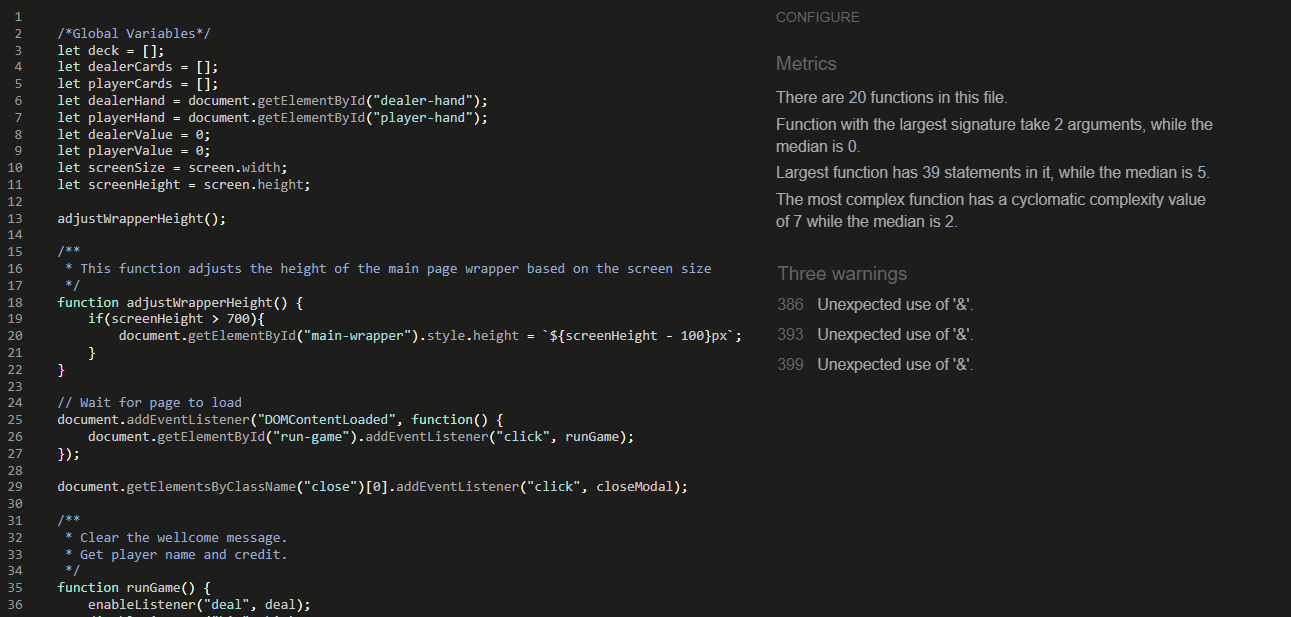 1
2 /*Global Variables*/
3 let deck = [];
4 let dealerCards = [];
5 let playerCards = [];
6 let dealerHand = document.getElementById("dealer-hand");
7 let playerHand = document.getElementById("player-hand");
8 let dealerValue = 0;
9 let playerValue = 0;
10 let screenSize = screen.width;
11 let screenHeight = screen.height;
12
13 adjustWrapperHeight();
14
15 /**
16 * This function adjusts the height of the main page wrapper based on the screen size
17 */
18 function adjustWrapperHeight() {
19 if(screenHeight > 700){
20 document.getElementById("main-wrapper").style.height = `${screenHeight - 100}px`;
21 }
22 }
23
24 // Wait for page to load
25 document.addEventListener("DOMContentLoaded", function() {
26 document.getElementById("run-game").addEventListener("click", runGame);
27 });
28
29 document.getElementsByClassName("close")[0].addEventListener("click", closeModal);
30
31 /**
32 * Clear the wellcome message.
33 * Get player name and credit.
34 */
35 function runGame() {
36 enableListener("deal", deal);
CONFIGURE
Metrics
There are 20 functions in this file.
Function with the largest signature take 2 arguments, while the
median is 0.
Largest function has 39 statements in it, while the median is 5.
The most complex function has a cyclomatic complexity value
of 7 while the median is 2.
Three warnings
386 Unexpected use of '&'.
393 Unexpected use of '&'.
399 Unexpected use of '&'.